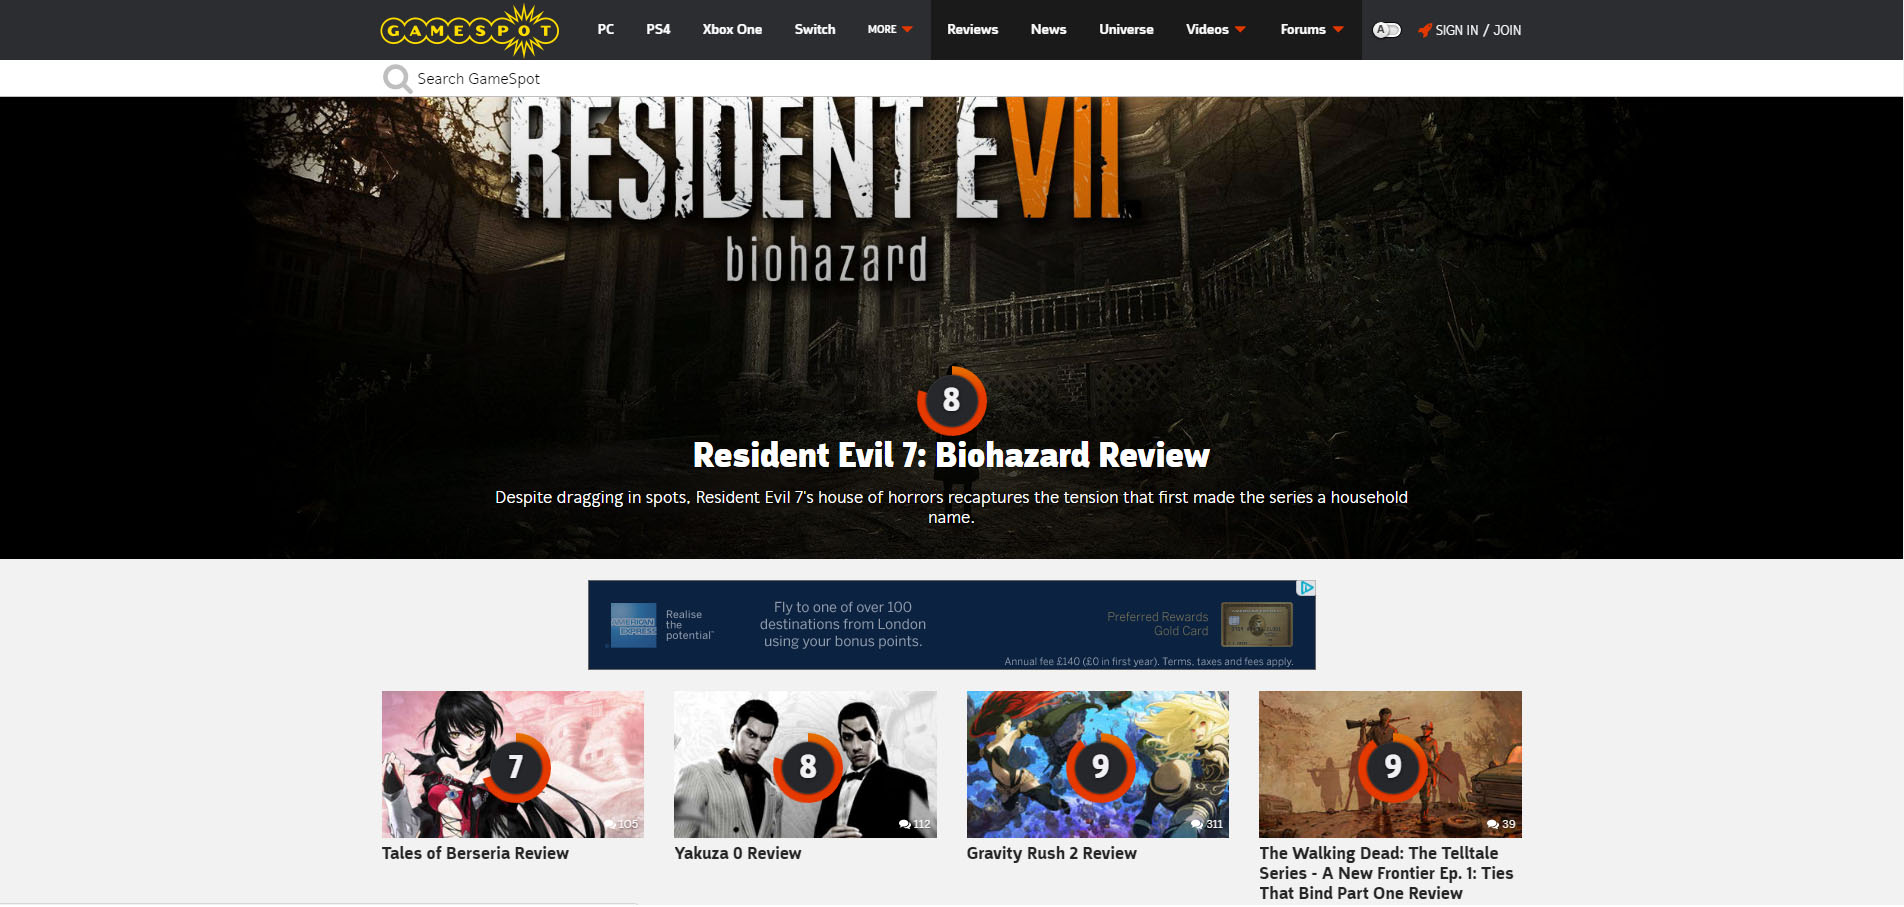 GAMESPOT
PC PS4 Xbox One Switch MORE Reviews News Universe Videos Forums A SIGN IN / JOIN
Search GameSpot
RESIDENT EVII
biohazard
8
Resident Evil 7: Biohazard Review
Despite dragging in spots, Resident Evil 7's house of horrors recaptures the tension that first made the series a household
name.
AMERICAN
EXPRESS
Realise
the
potential™
Fly to one of over 100
destinations from London
using your bonus points.
Preferred Rewards
Gold Card
Annual fee £140 (£0 in first year). Terms, taxes and fees apply.
7
105
Tales of Berseria Review
8
112
Yakuza 0 Review
9
311
Gravity Rush 2 Review
9
39
The Walking Dead: The Telltale
Series - A New Frontier Ep. 1: Ties
That Bind Part One Review